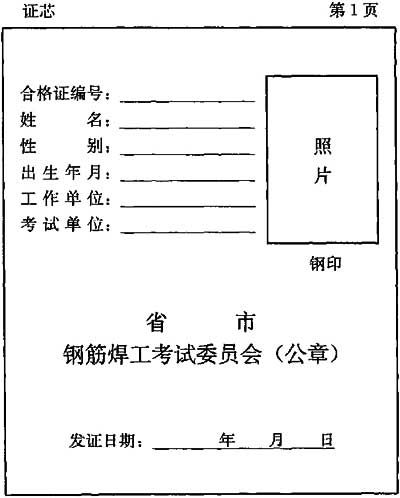 证芯 第1页
合格证编号：
姓 名：
性 别：
出生年月：
工作单位：
考试单位：
照
片
钢印
省 市
钢筋焊工考试委员会（公章）
发证日期： 年 月 日